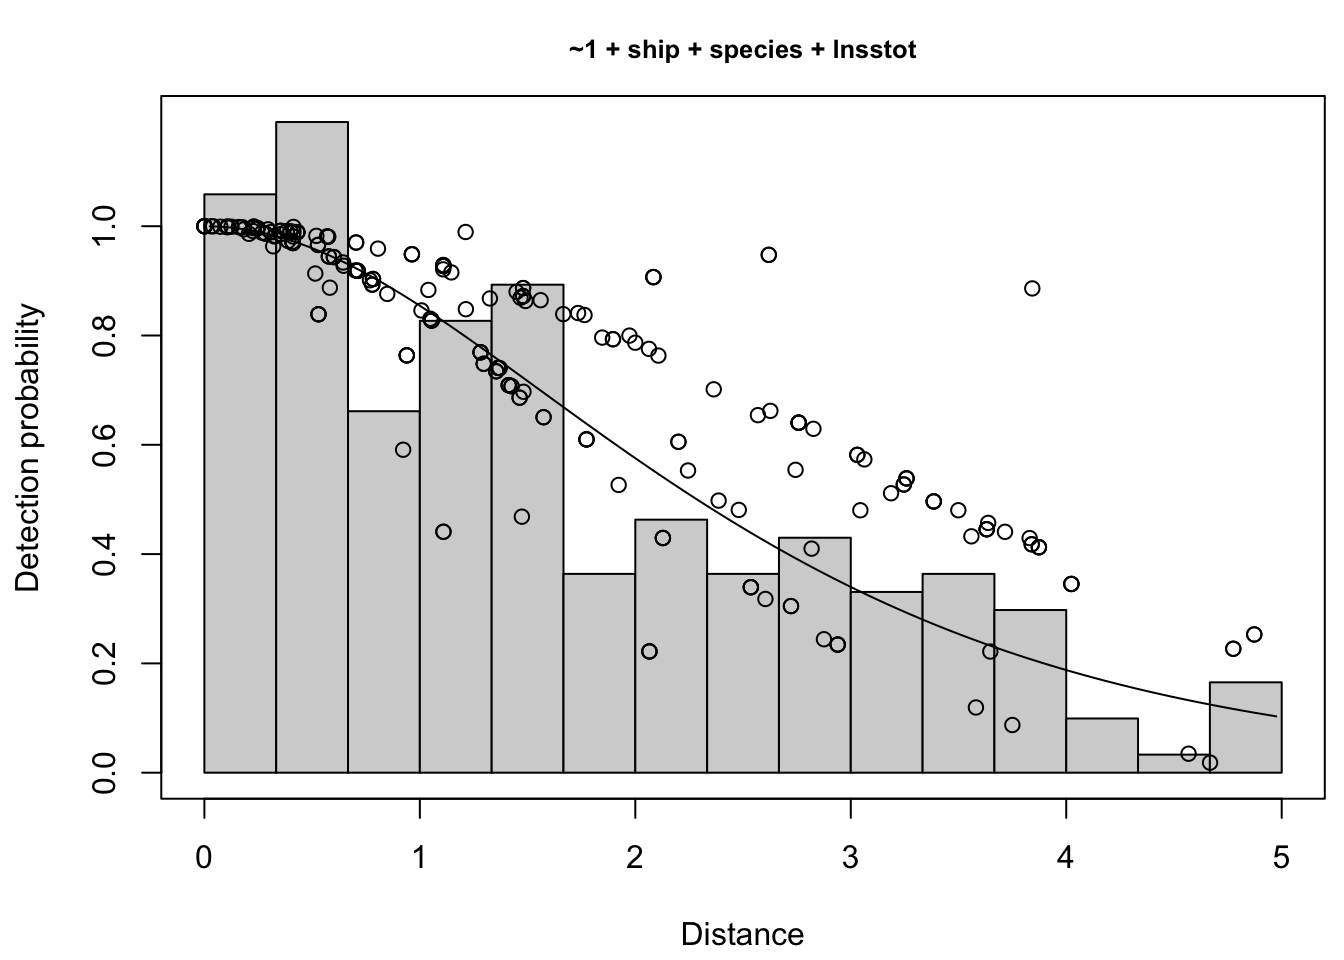 ~1 + ship + species + lnsstot
Detection probability
1.0
0.8
0.6
0.4
0.2
0.0
0 1 2 3 4 5
Distance